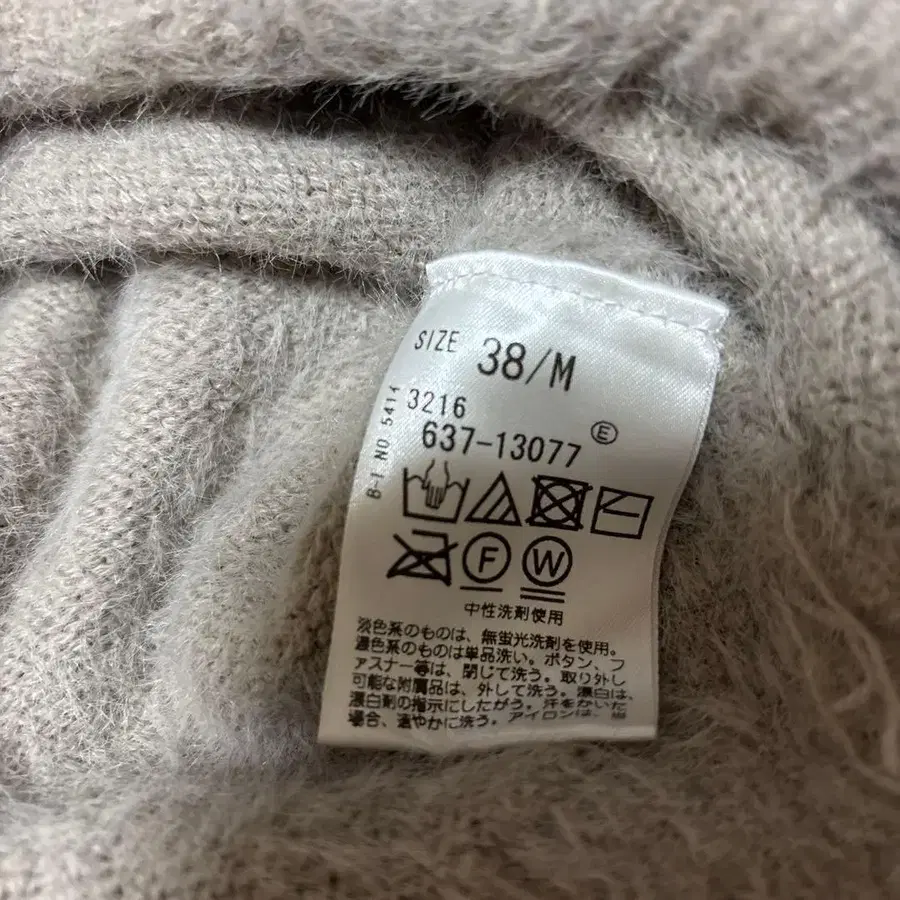 SIZE 38/M
3216
637-13077 Ⓔ
B-1 NO 5414
F W
中性洗剤使用
淡色系のものは、無蛍光洗剤を使用。
濃色系のものは単品洗い。ボタン、フ
ァスナー等は、閉じて洗う。取り外し
可能な附属品は、外して洗う。漂白は、
漂白剤の指示にしたがう。汗をかいた
場合、速やかに洗う。アイロンは、